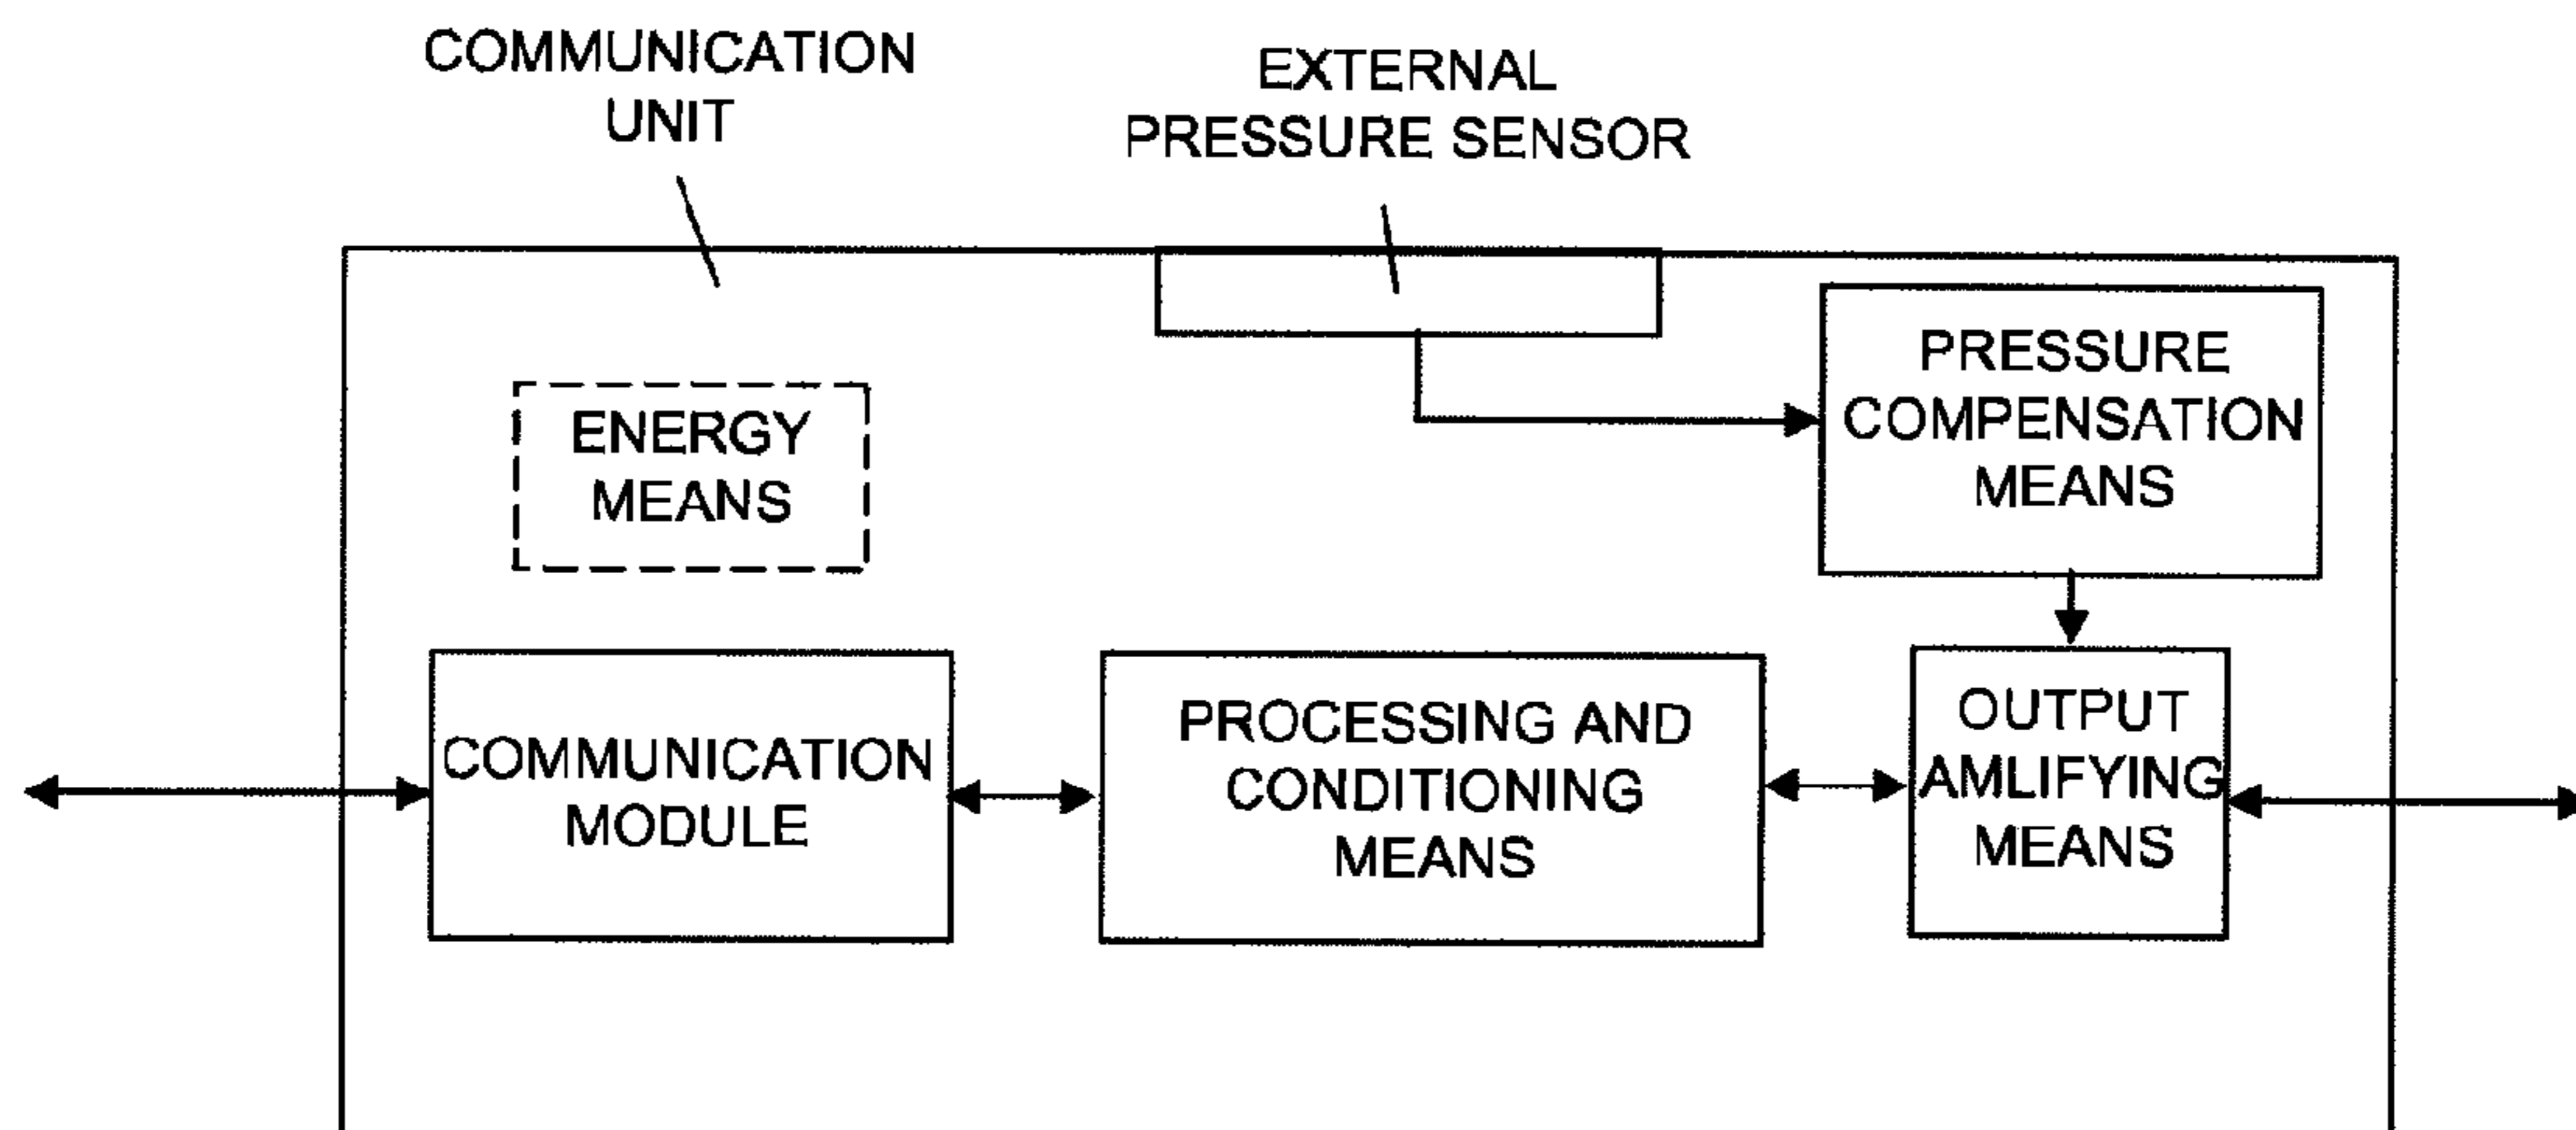 COMMUNICATION
UNIT
EXTERNAL
PRESSURE SENSOR
PRESSURE
COMPENSATION
MEANS
ENERGY
MEANS
COMMUNICATION
MODULE
PROCESSING AND
CONDITIONING
MEANS
OUTPUT
AMLIFYING
MEANS